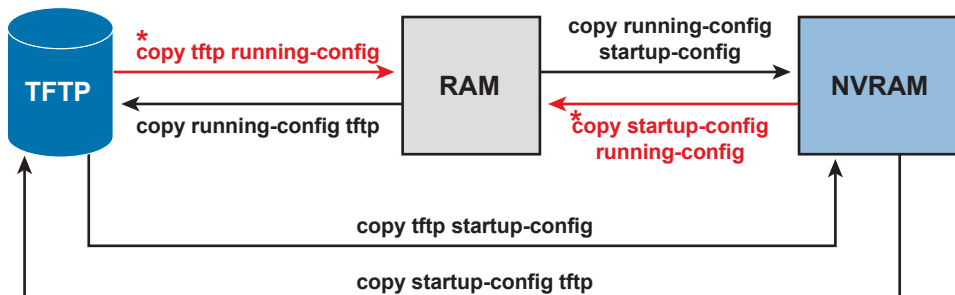 * copy tftp running-config
copy running-config
startup-config
TFTP
RAM
NVRAM
copy running-config tftp
* copy startup-config
running-config
copy tftp startup-config
copy startup-config tftp